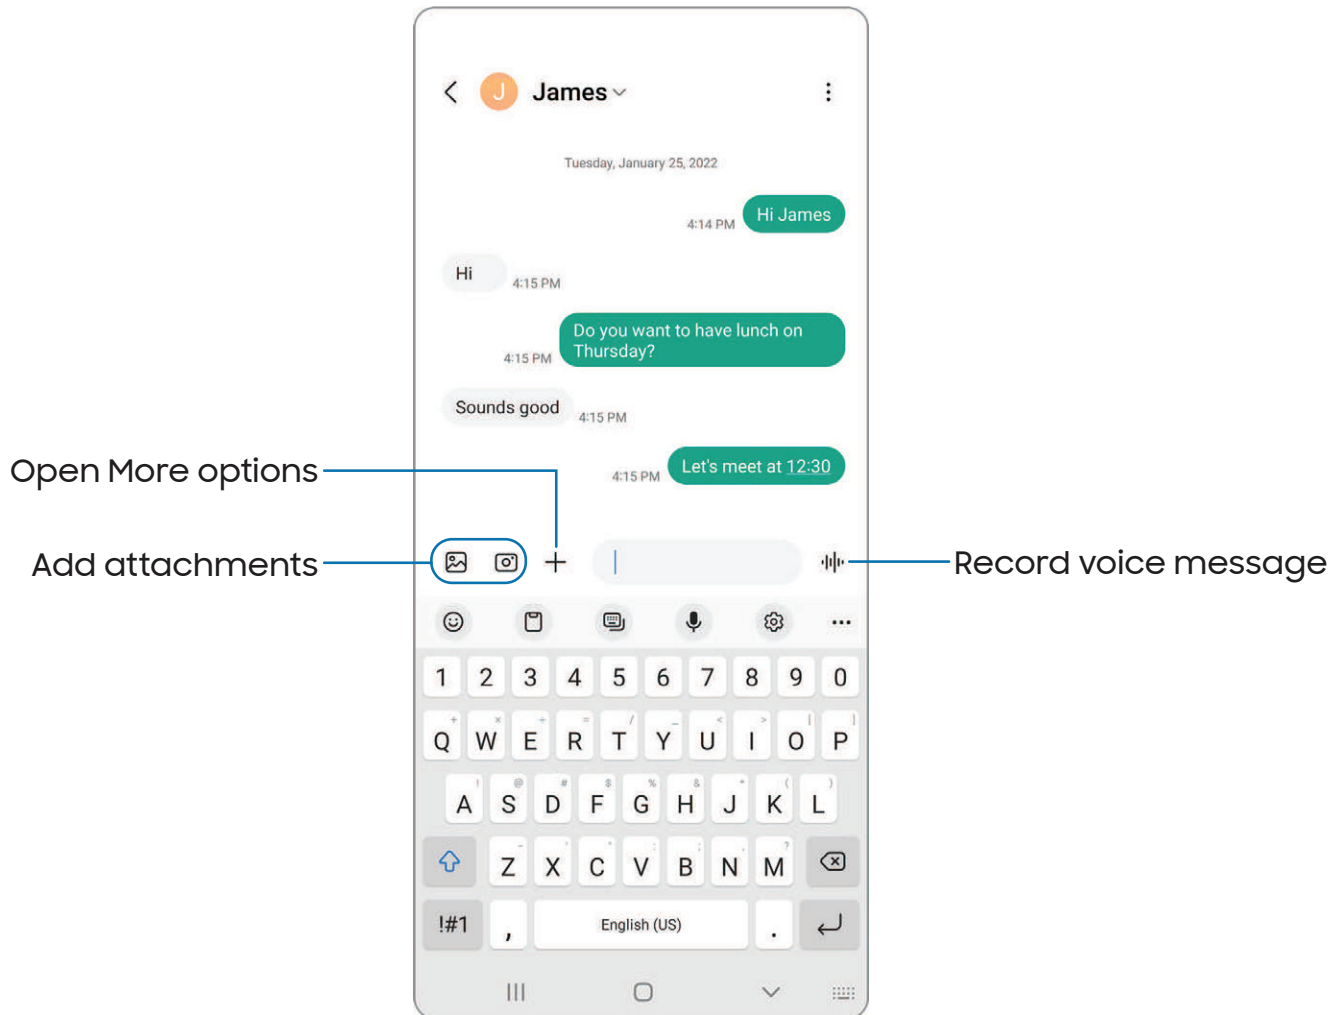 J James
Tuesday, January 25, 2022
4:14 PM Hi James
Hi 4:15 PM
Do you want to have lunch on
4:15 PM Thursday?
Sounds good 4:15 PM
Open More options
4:15 PM Let's meet at 12:30
Add attachments
Record voice message
1 2 3 4 5 6 7 8 9 0
+ × ÷ = / _ < > [ ]
Q W E R T Y U I O P
! @ # $ % & * ( )
A S D F G H J K L
- ' " : ; , ?
Z X C V B N M
!#1 , English (US) .